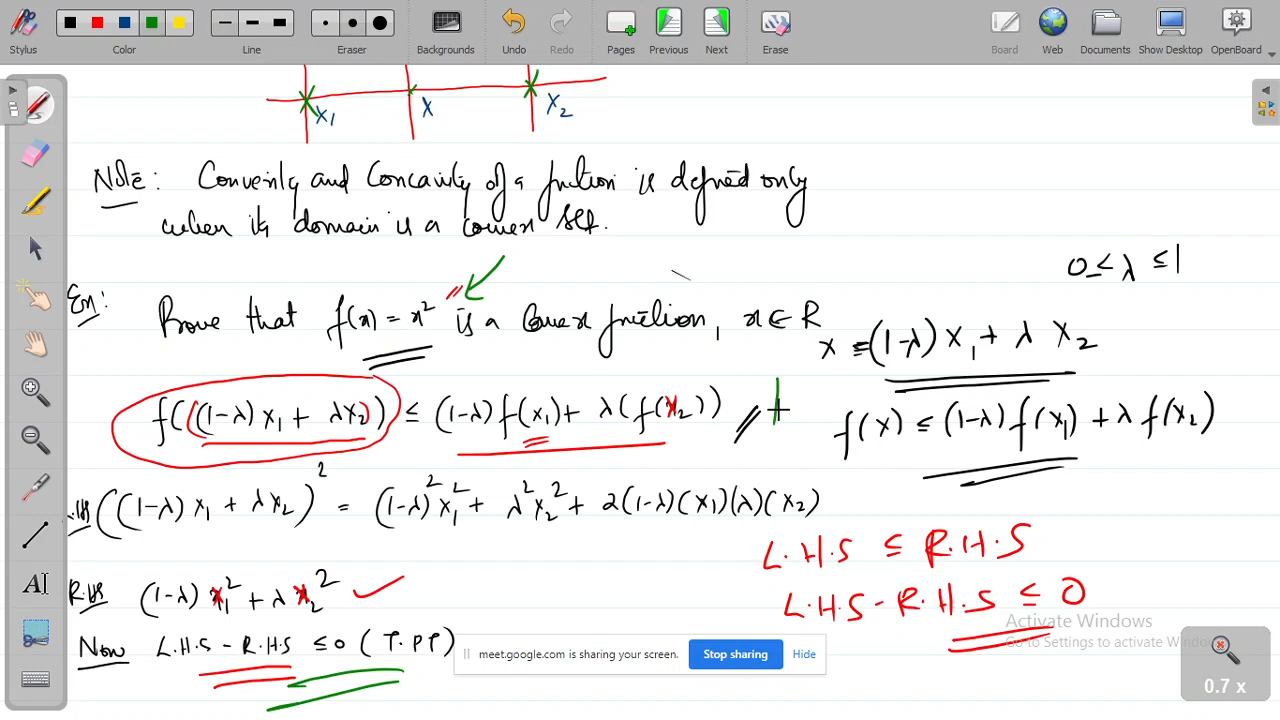 Stylus Color Line Eraser Backgrounds Undo Redo Pages Previous Next Erase Board Web Documents Show Desktop OpenBoard
x₁ x x₂
Note: Convexity and Concavity of a function is defined only
when its domain is a convex set.
0 ≤ λ ≤ 1
Ex:
Prove that f(x) = x² is a convex function, x ∈ R
x = (1-λ) x₁ + λ x₂
f((1-λ) x₁ + λx₂) ≤ (1-λ) f(x₁) + λ(f(x₂))
f(x) ≤ (1-λ) f(x₁) + λ f(x₂)
((1-λ) x₁ + λx₂)² = (1-λ)² x₁² + λ² x₂² + 2(1-λ)(x₁)(λ)(x₂)
L.H.S ≤ R.H.S
R.H.S (1-λ) x₁² + λ x₂²
L.H.S - R.H.S ≤ 0
Now L.H.S - R.H.S ≤ 0 (T.P.T)
Activate Windows
Go to Settings to activate Windows
meet.google.com is sharing your screen. Stop sharing Hide
0.7 x